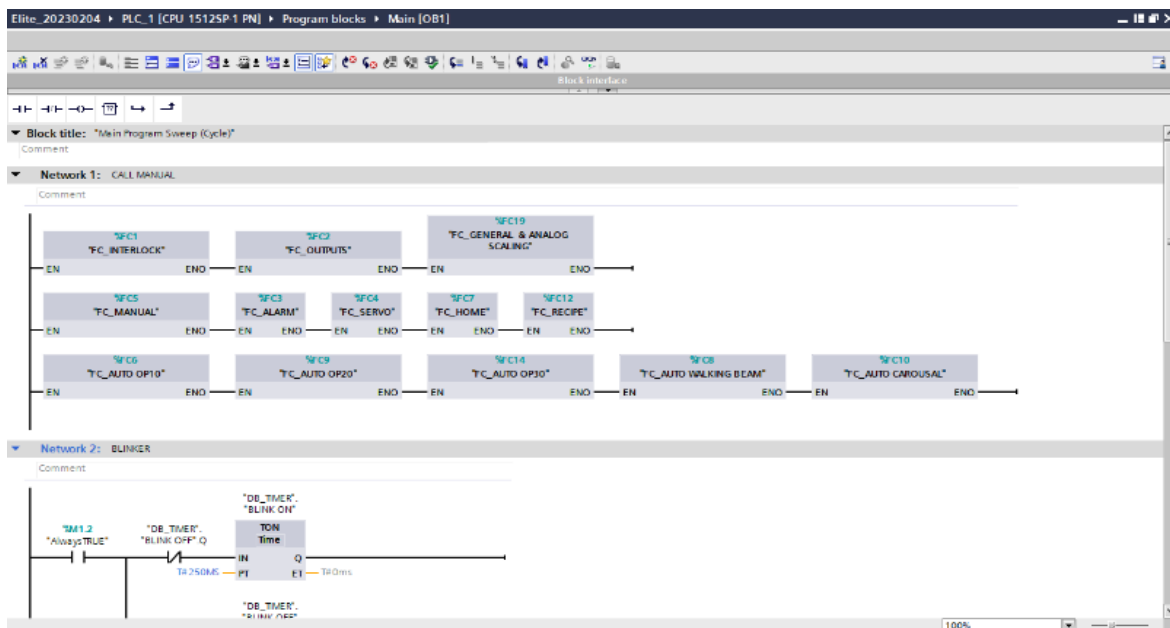 Elite_20230204 ▸ PLC_1 [CPU 1512SP-1 PN] ▸ Program blocks ▸ Main [OB1]
Block interface
Block title: "Main Program Sweep (Cycle)"
Comment
Network 1: CALL MANUAL
Comment
%FC1 %FC2 %FC19
"FC_INTERLOCK" "FC_OUTPUTS" "FC_GENERAL & ANALOG
SCALING"
EN ENO EN ENO EN ENO
%FC5 %FC3 %FC4 %FC7 %FC12
"FC_MANUAL" "FC_ALARM" "FC_SERVO" "FC_HOME" "FC_RECIPE"
EN ENO EN ENO EN ENO EN ENO EN ENO
%FC6 %FC9 %FC14 %FC8 %FC10
"FC_AUTO OP10" "FC_AUTO OP20" "FC_AUTO OP30" "FC_AUTO WALKING BEAM" "FC_AUTO CAROUSAL"
EN ENO EN ENO EN ENO EN ENO EN ENO
Network 2: BLINKER
Comment
"DB_TIMER".
"BLINK ON"
%M1.2 "DB_TIMER". TON
"AlwaysTRUE" "BLINK OFF".Q Time
IN Q
T#250MS PT ET T#0ms
"DB_TIMER".
"BLINK OFF"
100%